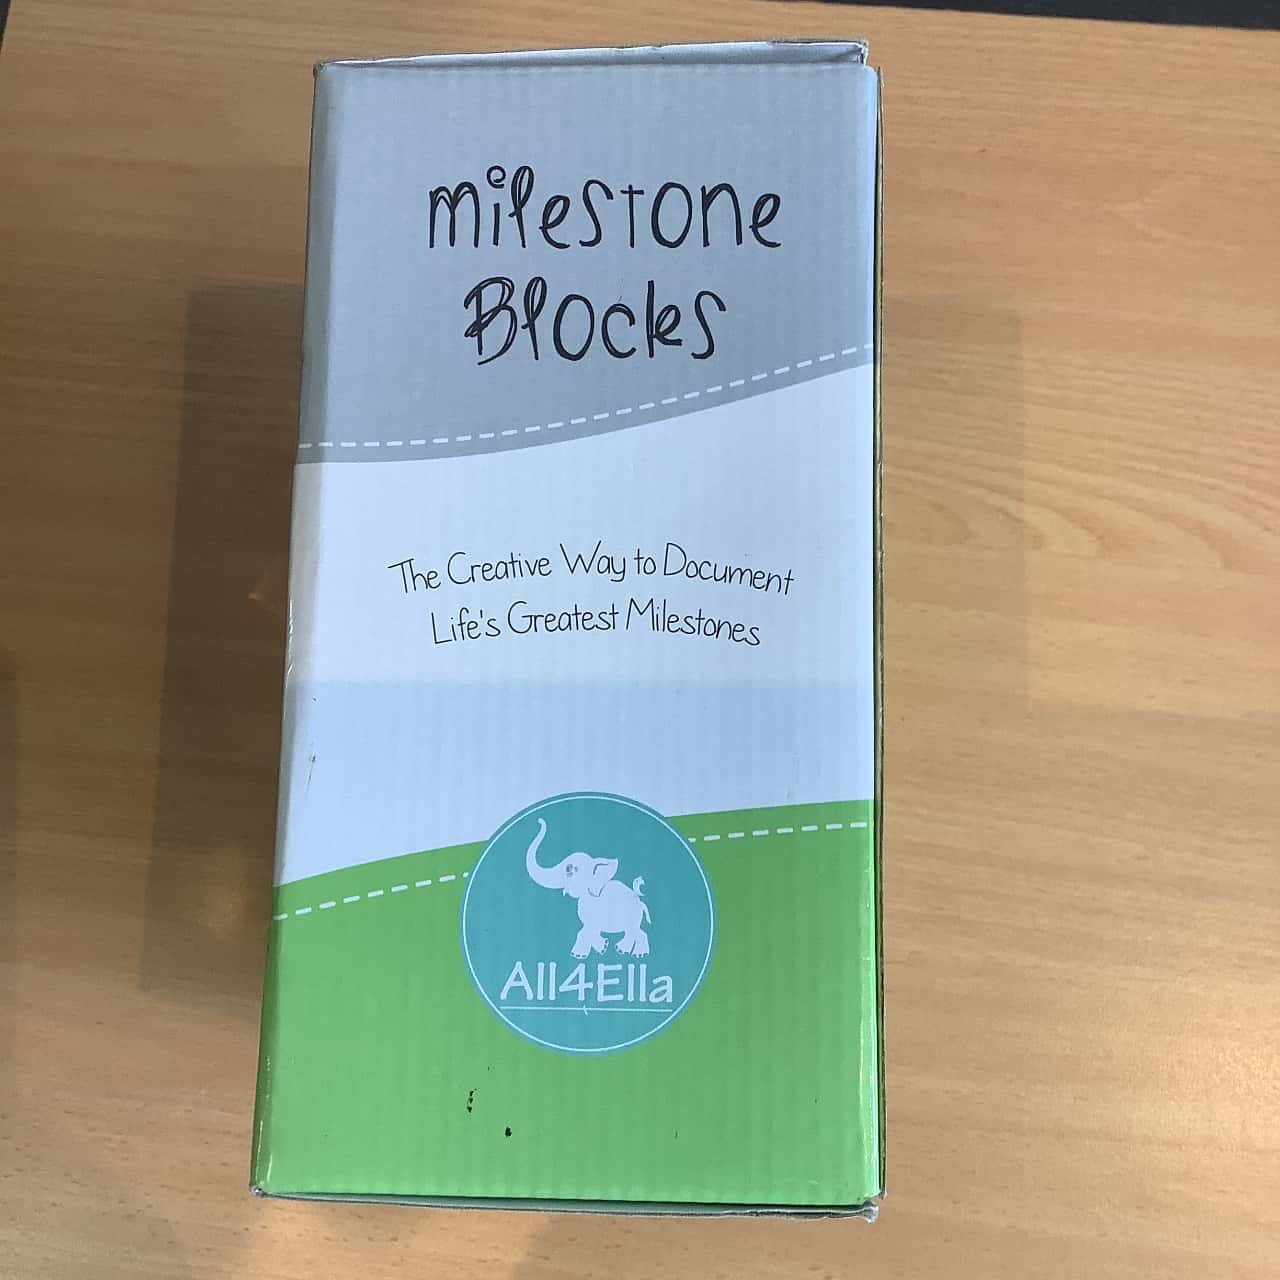 milestone
Blocks
The Creative Way to Document
Life's Greatest Milestones
All4Ella